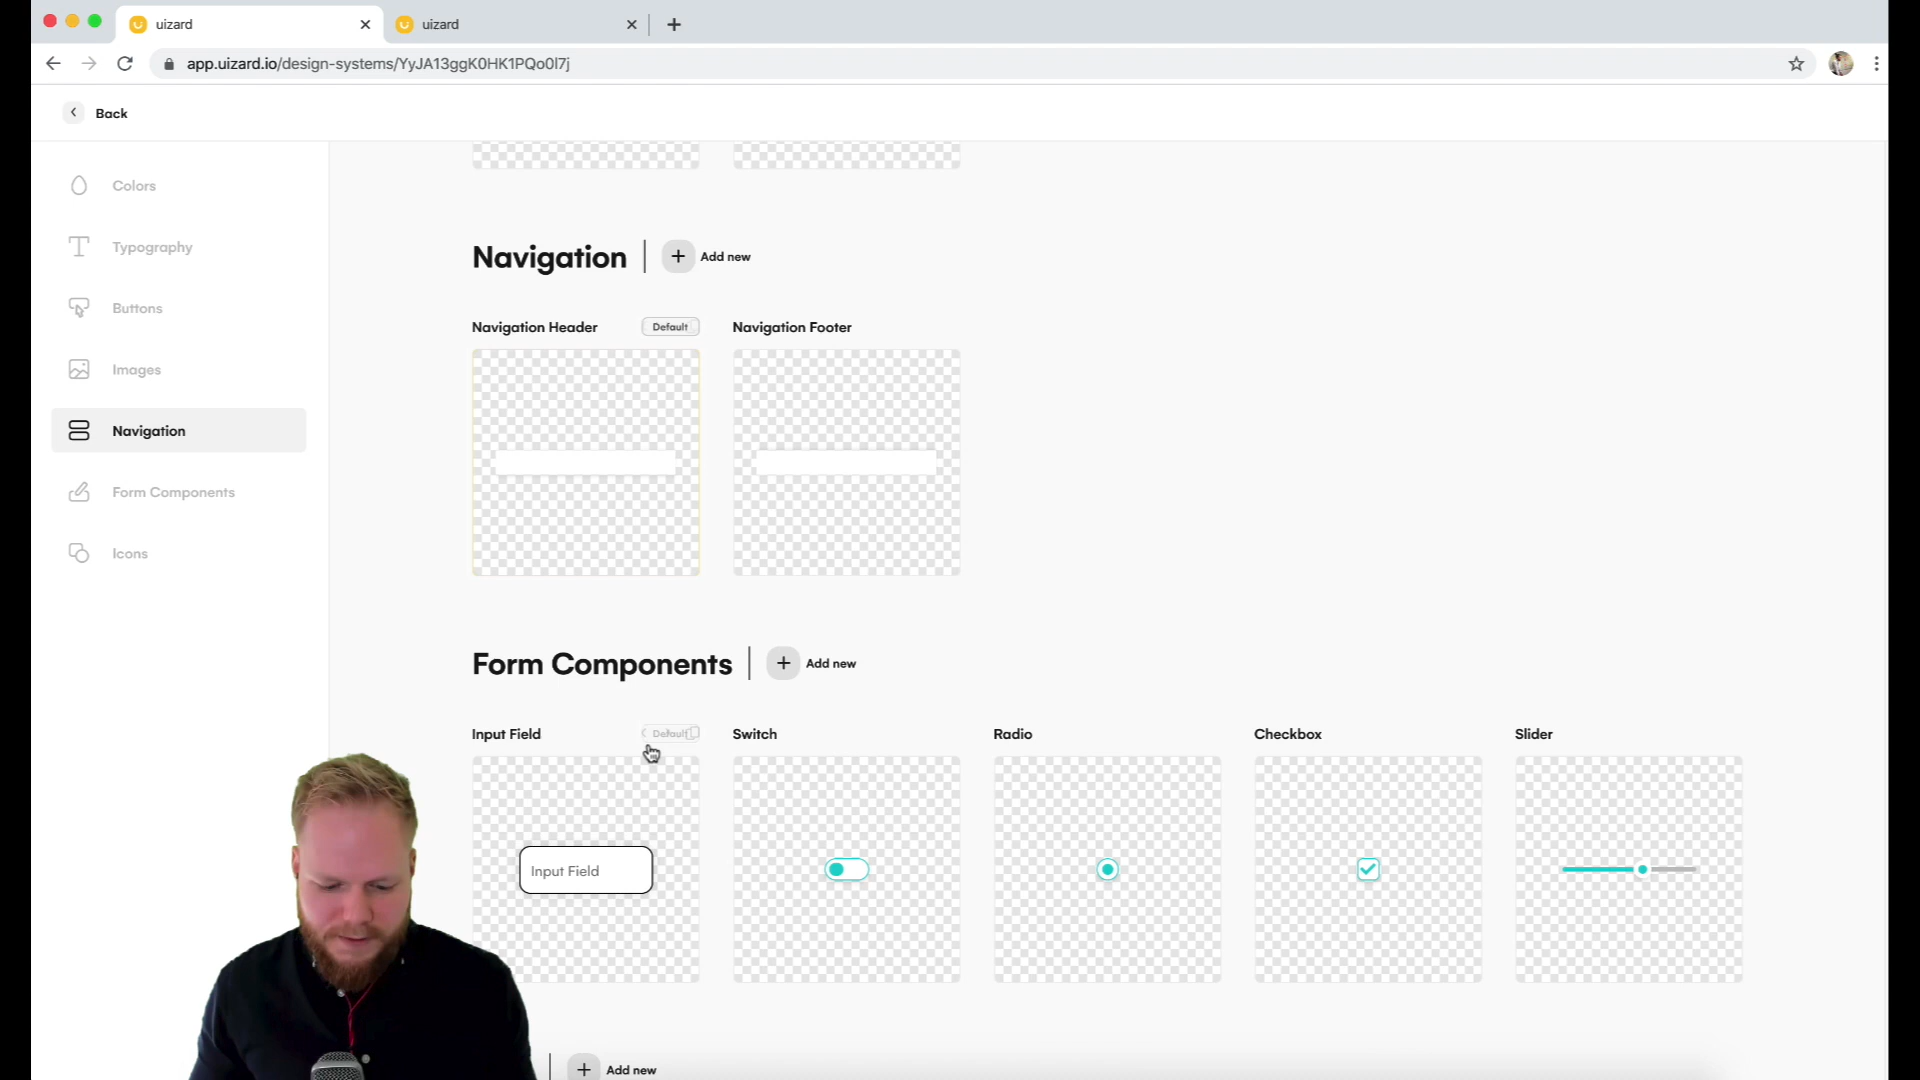 uizard
uizard
app.uizard.io/design-systems/YyJA13ggK0HK1PQo0l7j
Back
Colors
Typography
Buttons
Images
Navigation
Form Components
Icons
Navigation
Add new
Navigation Header
Default
Navigation Footer
Form Components
Add new
Input Field
Default
Switch
Radio
Checkbox
Slider
Input Field
Add new